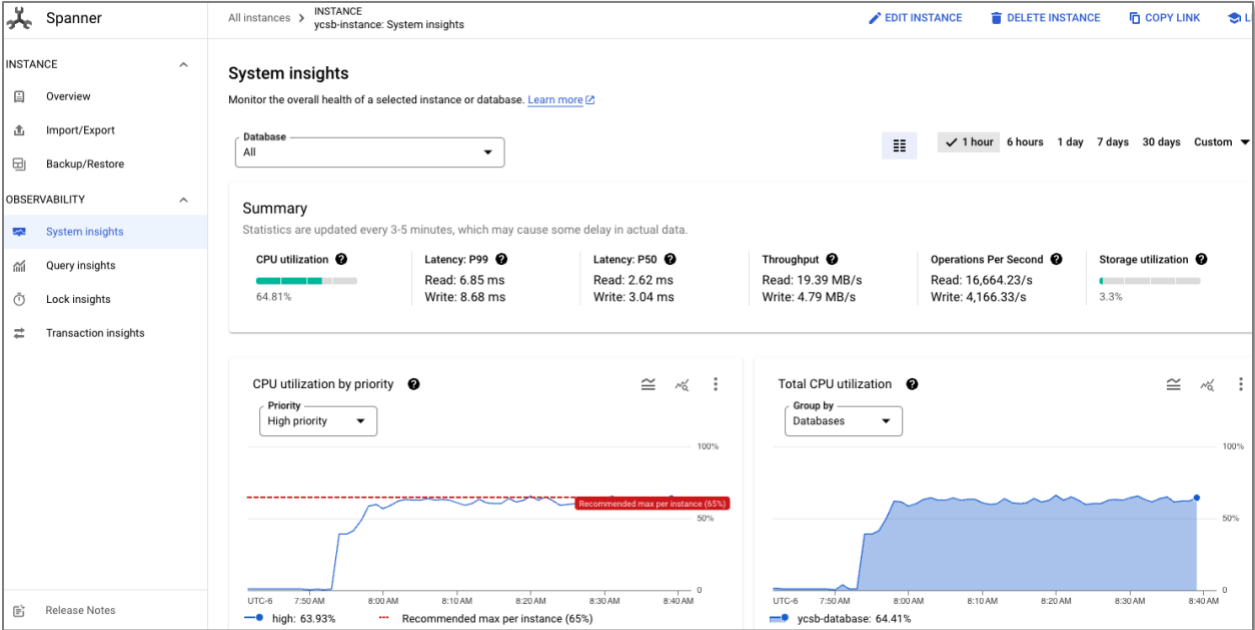 Spanner
All instances
INSTANCE
ycsb-instance: System insights
EDIT INSTANCE
DELETE INSTANCE
COPY LINK
L
INSTANCE
Overview
Import/Export
Backup/Restore
OBSERVABILITY
System insights
Query insights
Lock insights
Transaction insights
Release Notes
System insights
Monitor the overall health of a selected instance or database. Learn more
Database
All
1 hour 6 hours 1 day 7 days 30 days Custom
Summary
Statistics are updated every 3-5 minutes, which may cause some delay in actual data.
CPU utilization
64.81%
Latency: P99
Read: 6.85 ms
Write: 8.68 ms
Latency: P50
Read: 2.62 ms
Write: 3.04 ms
Throughput
Read: 19.39 MB/s
Write: 4.79 MB/s
Operations Per Second
Read: 16,664.23/s
Write: 4,166.33/s
Storage utilization
3.3%
CPU utilization by priority
Priority
High priority
100%
Recommended max per instance (65%)
50%
0
UTC-6 7:50 AM 8:00 AM 8:10 AM 8:20 AM 8:30 AM 8:40 AM
high: 63.93% Recommended max per instance (65%)
Total CPU utilization
Group by
Databases
100%
50%
0
UTC-6 7:50 AM 8:00 AM 8:10 AM 8:20 AM 8:30 AM 8:40 AM
ycsb-database: 64.41%